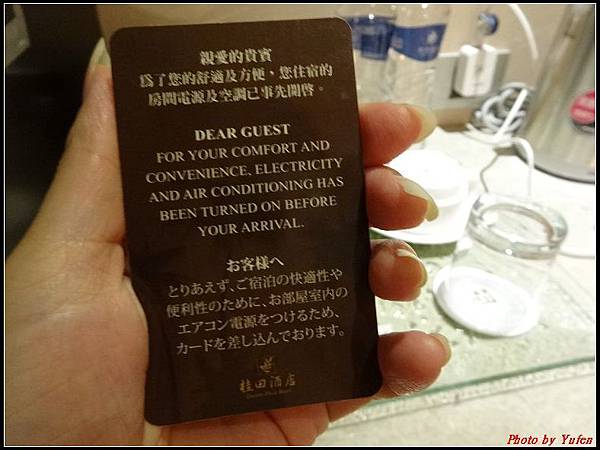 親愛的貴賓
為了您的舒適及方便，您住宿的
房間電源及空調已事先開啓。
DEAR GUEST
FOR YOUR COMFORT AND
CONVENIENCE, ELECTRICITY
AND AIR CONDITIONING HAS
BEEN TURNED ON BEFORE
YOUR ARRIVAL.
お客様へ
とりあえず、ご宿泊の快適性や
便利性のために、お部屋室内の
エアコン電源をつけるため、
カードを差し込んでおります。
桂田酒店
Photo by Yufen